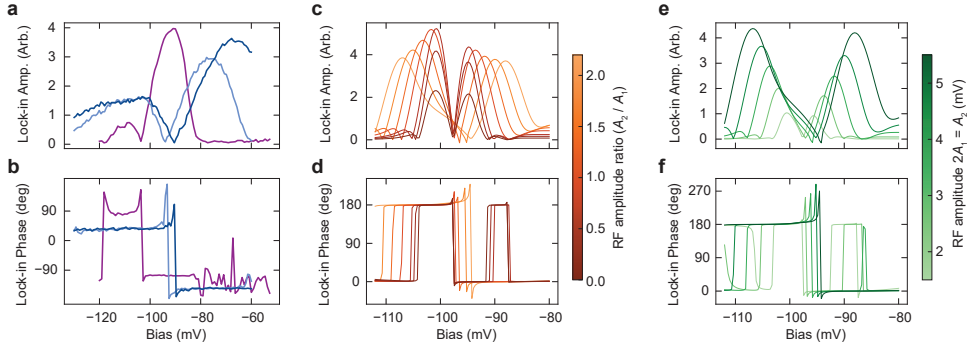 a
Lock-in Amp. (Arb.)
4
3
2
1
0
b
Lock-in Phase (deg)
90
0
−90
−120
−100
−80
−60
Bias (mV)
c
Lock-in Amp. (Arb.)
5
4
3
2
1
0
d
Lock-in Phase (deg)
180
90
0
−110
−100
−90
−80
Bias (mV)
RF amplitude ratio (A2 / A1)
2.0
1.5
1.0
0.5
0.0
e
Lock-in Amp. (Arb.)
4
3
2
1
0
f
Lock-in Phase (deg)
270
180
90
0
−110
−100
−90
−80
Bias (mV)
RF amplitude 2A1 = A2 (mV)
5
4
3
2